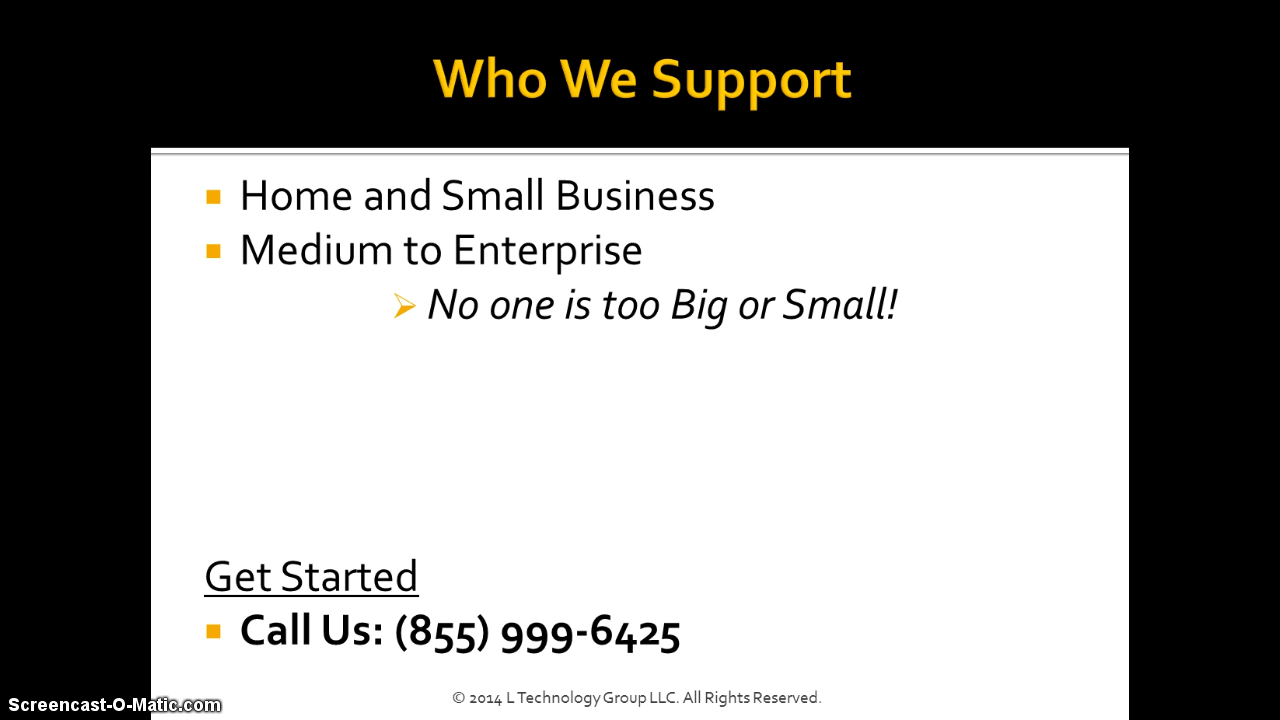 Who We Support
Home and Small Business
Medium to Enterprise
No one is too Big or Small!
Get Started
Call Us: (855) 999-6425
© 2014 L Technology Group LLC. All Rights Reserved.
Screencast-O-Matic.com